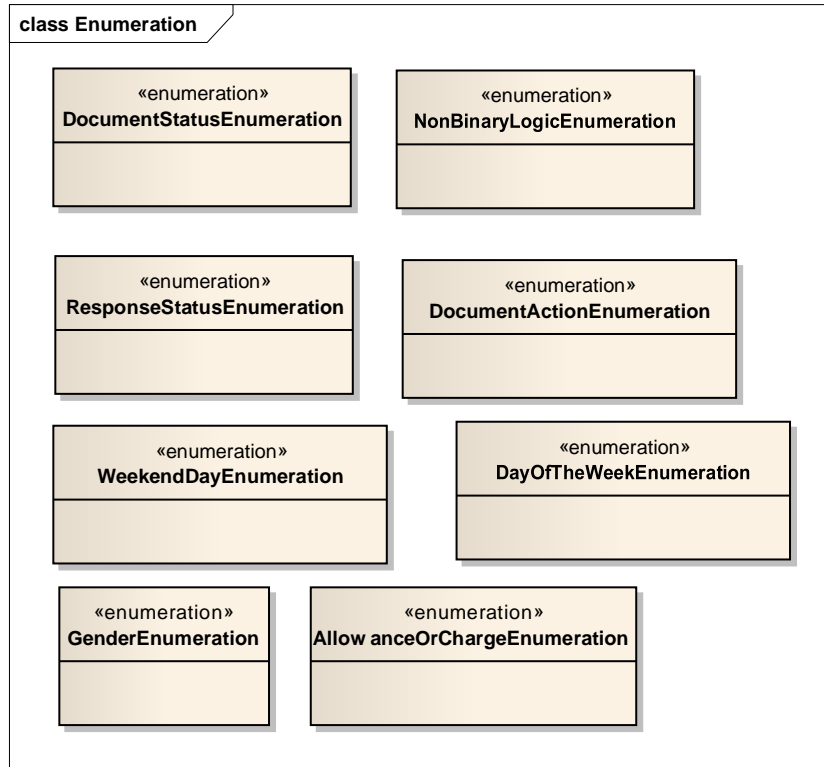 class Enumeration
«enumeration»
DocumentStatusEnumeration
«enumeration»
NonBinaryLogicEnumeration
«enumeration»
ResponseStatusEnumeration
«enumeration»
DocumentActionEnumeration
«enumeration»
WeekendDayEnumeration
«enumeration»
DayOfTheWeekEnumeration
«enumeration»
GenderEnumeration
«enumeration»
Allow anceOrChargeEnumeration